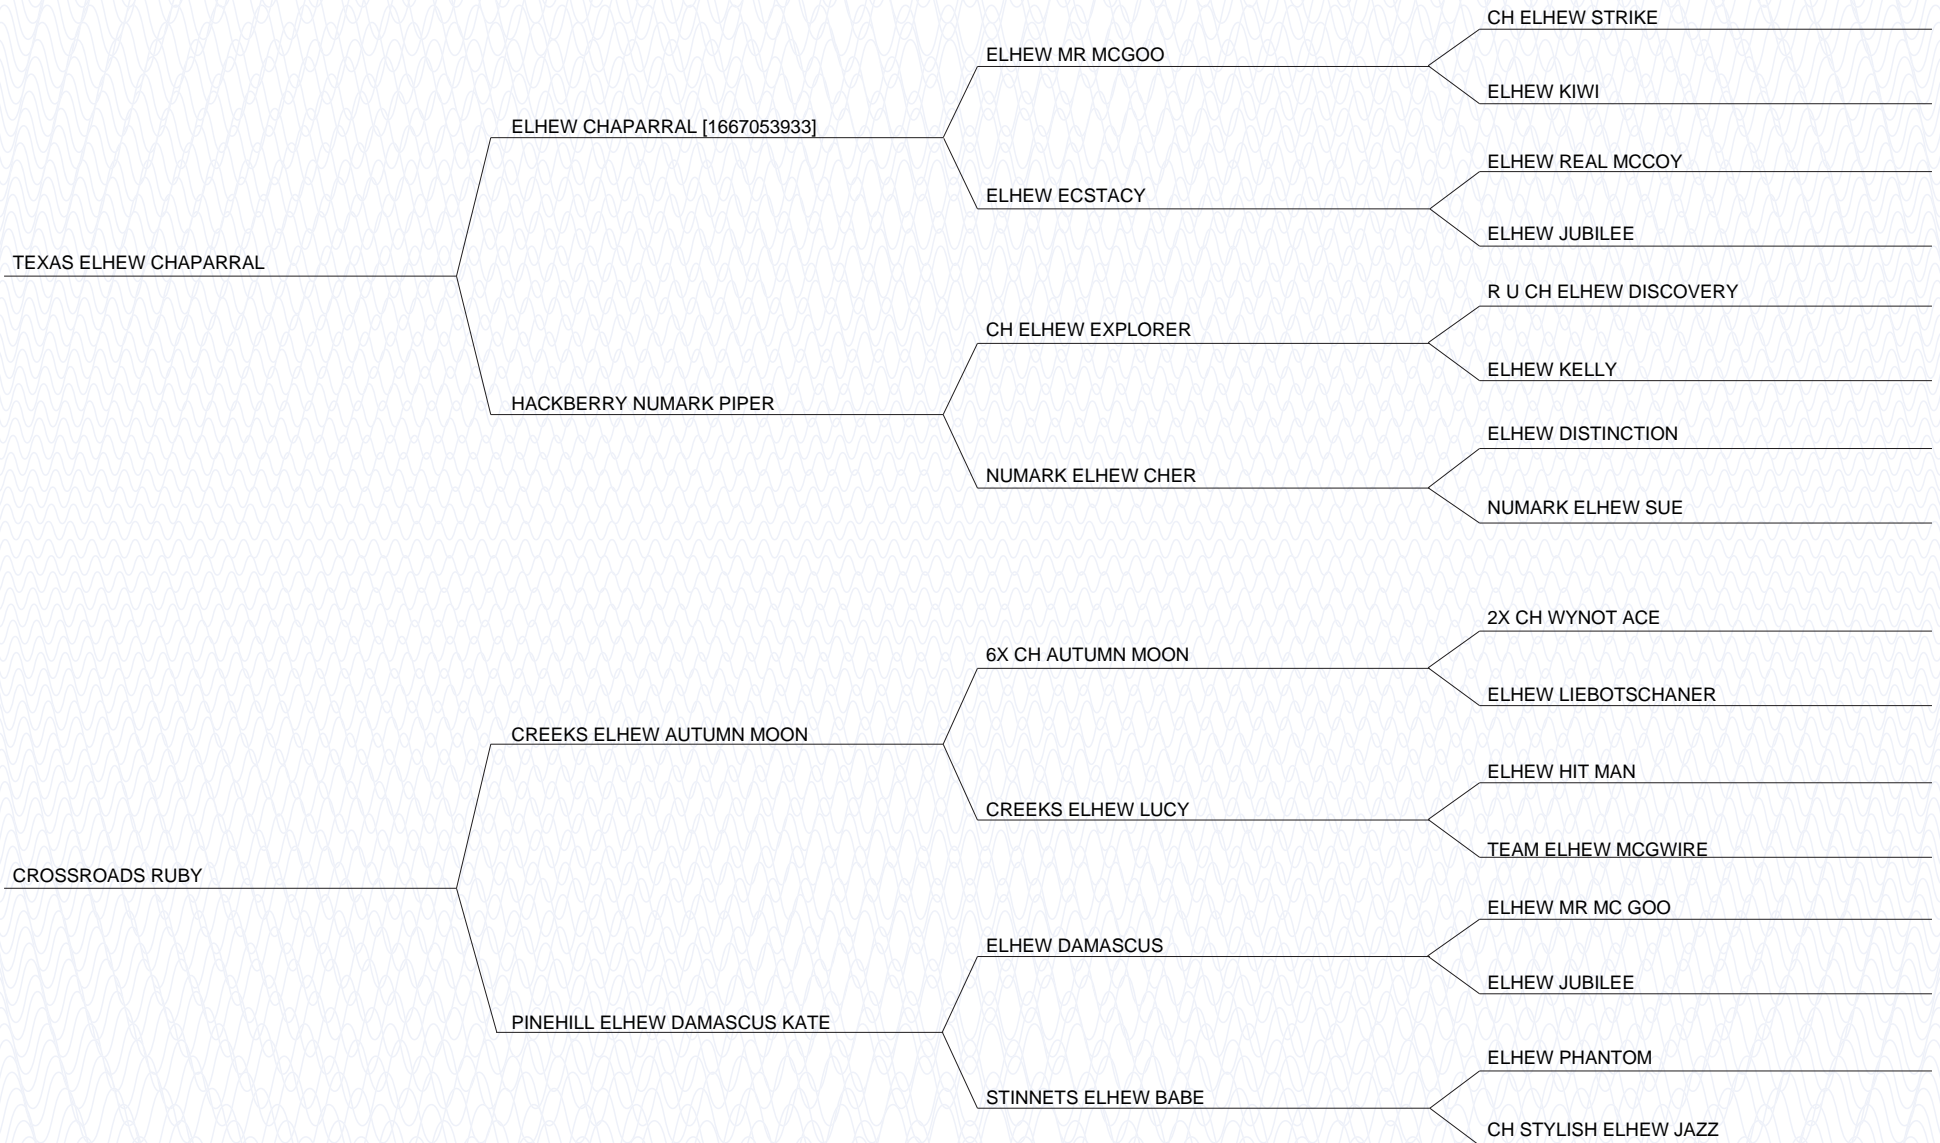 CH ELHEW STRIKE
ELHEW MR MCGOO
ELHEW KIWI
ELHEW CHAPARRAL [1667053933]
ELHEW REAL MCCOY
ELHEW ECSTACY
ELHEW JUBILEE
TEXAS ELHEW CHAPARRAL
R U CH ELHEW DISCOVERY
CH ELHEW EXPLORER
ELHEW KELLY
HACKBERRY NUMARK PIPER
ELHEW DISTINCTION
NUMARK ELHEW CHER
NUMARK ELHEW SUE
2X CH WYNOT ACE
6X CH AUTUMN MOON
ELHEW LIEBOTSCHANER
CREEKS ELHEW AUTUMN MOON
ELHEW HIT MAN
CREEKS ELHEW LUCY
TEAM ELHEW MCGWIRE
CROSSROADS RUBY
ELHEW MR MC GOO
ELHEW DAMASCUS
ELHEW JUBILEE
PINEHILL ELHEW DAMASCUS KATE
ELHEW PHANTOM
STINNETS ELHEW BABE
CH STYLISH ELHEW JAZZ